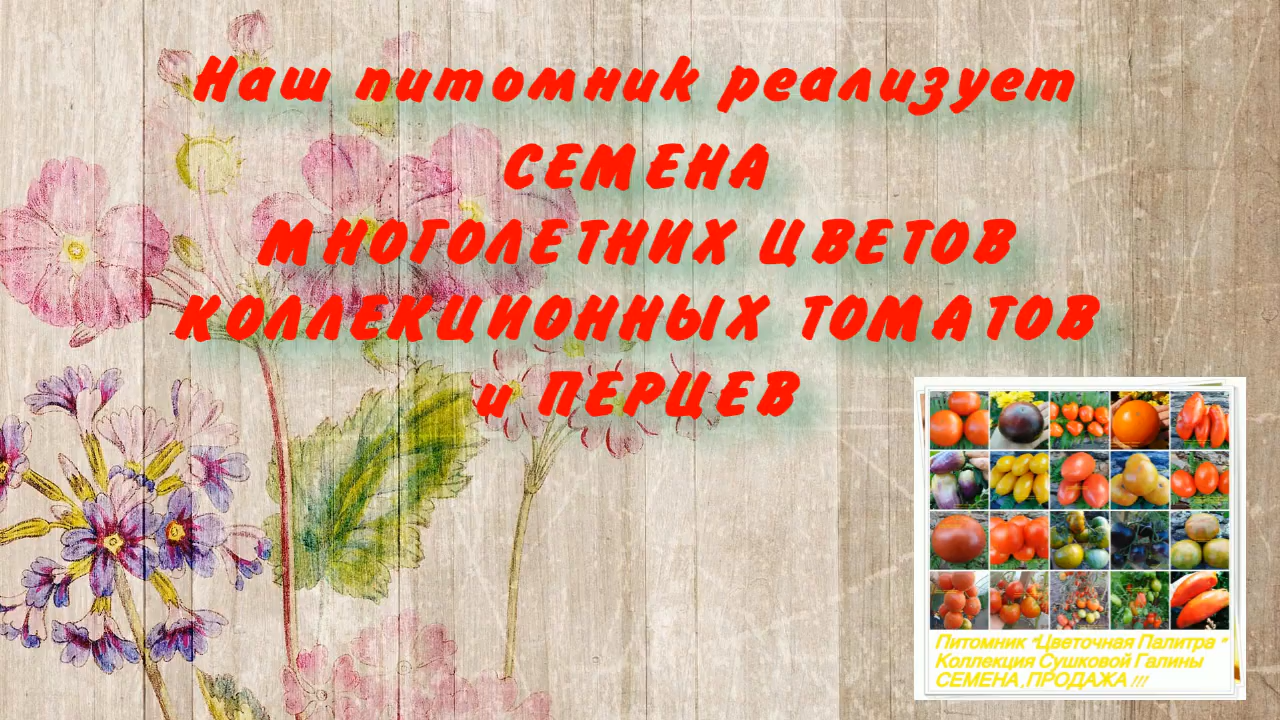 Наш питомник реализует
СЕМЕНА
МНОГОЛЕТНИХ ЦВЕТОВ
КОЛЛЕКЦИОННЫХ ТОМАТОВ
и ПЕРЦЕВ
Питомник "Цветочная Палитра "
Коллекция Сушковой Галины
СЕМЕНА , ПРОДАЖА !!!